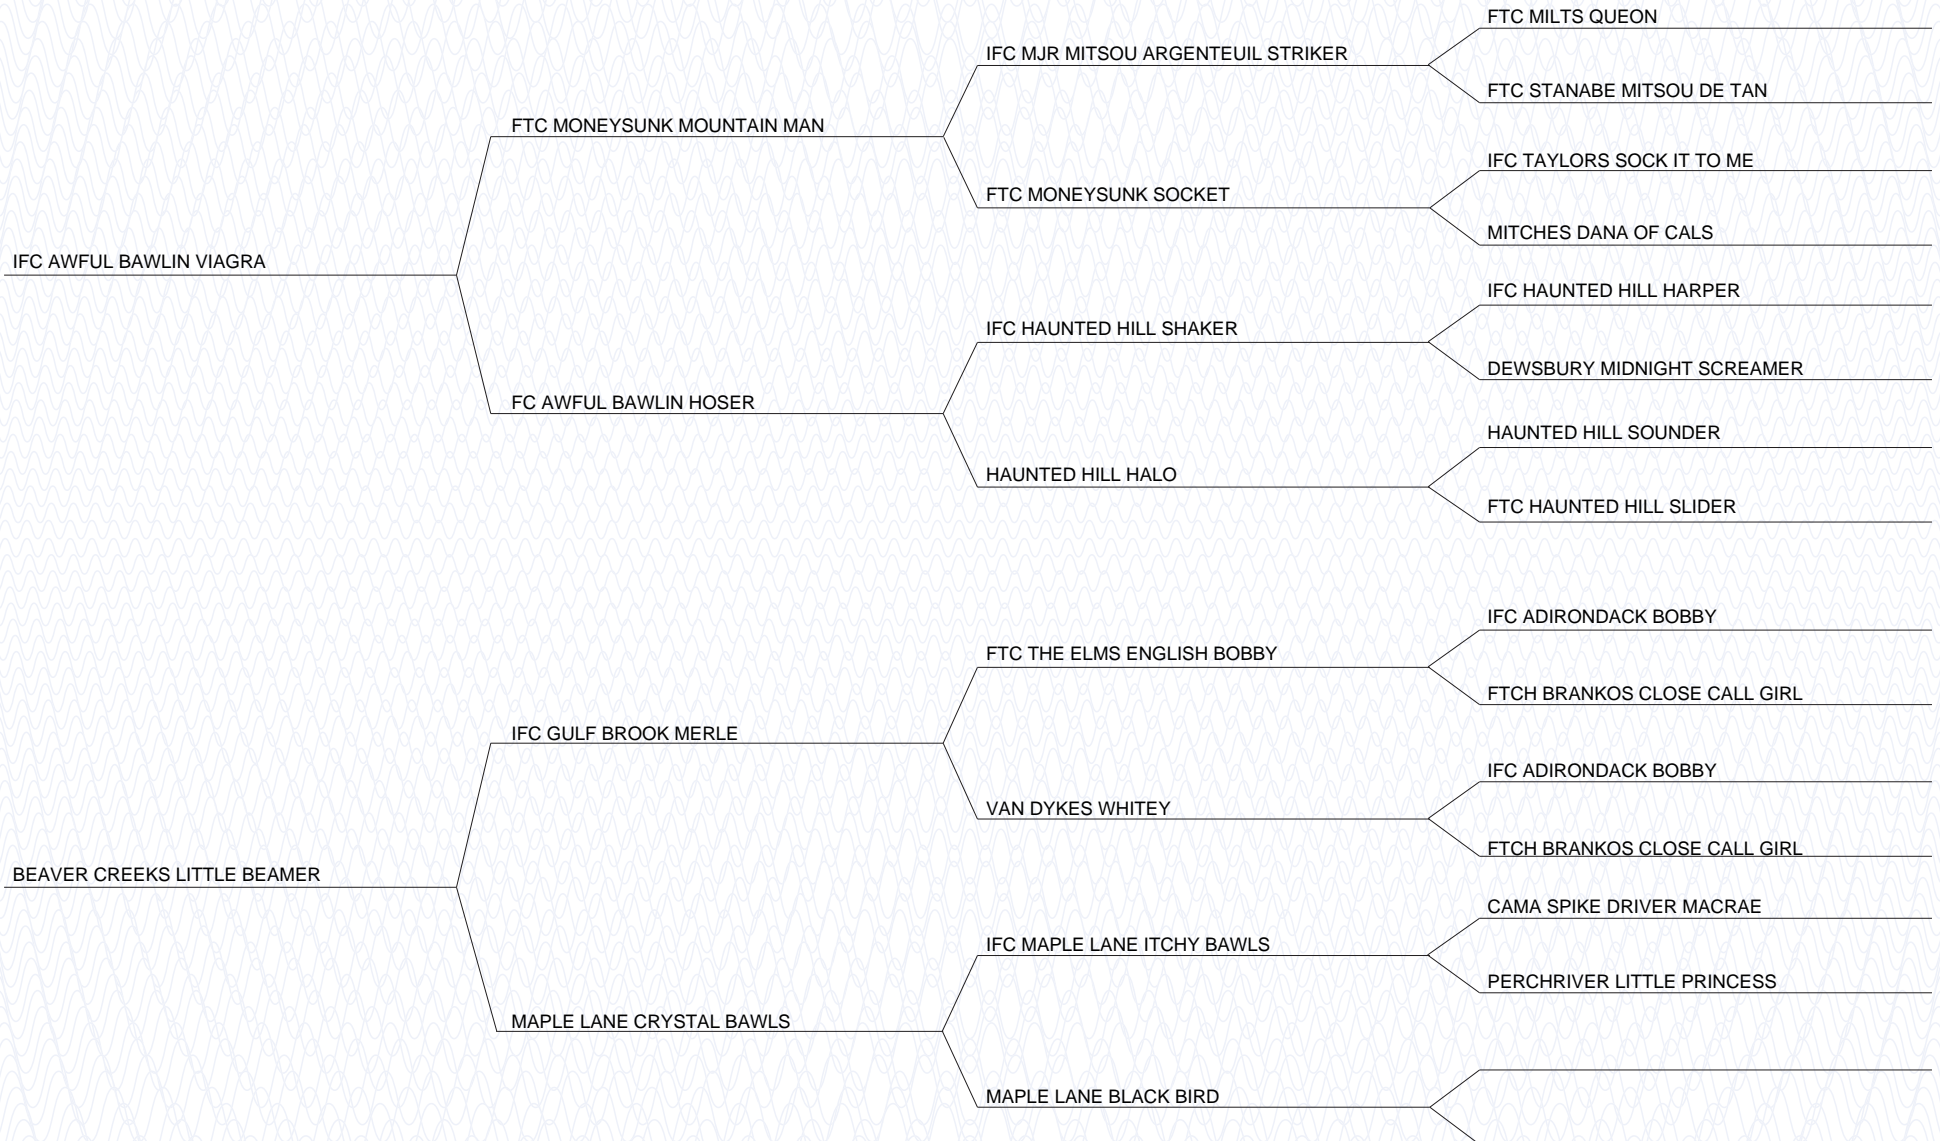 FTC MILTS QUEON
IFC MJR MITSOU ARGENTEUIL STRIKER
FTC STANABE MITSOU DE TAN
FTC MONEYSUNK MOUNTAIN MAN
IFC TAYLORS SOCK IT TO ME
FTC MONEYSUNK SOCKET
MITCHES DANA OF CALS
IFC AWFUL BAWLIN VIAGRA
IFC HAUNTED HILL HARPER
IFC HAUNTED HILL SHAKER
DEWSBURY MIDNIGHT SCREAMER
FC AWFUL BAWLIN HOSER
HAUNTED HILL SOUNDER
HAUNTED HILL HALO
FTC HAUNTED HILL SLIDER
IFC ADIRONDACK BOBBY
FTC THE ELMS ENGLISH BOBBY
FTCH BRANKOS CLOSE CALL GIRL
IFC GULF BROOK MERLE
IFC ADIRONDACK BOBBY
VAN DYKES WHITEY
FTCH BRANKOS CLOSE CALL GIRL
BEAVER CREEKS LITTLE BEAMER
CAMA SPIKE DRIVER MACRAE
IFC MAPLE LANE ITCHY BAWLS
PERCHRIVER LITTLE PRINCESS
MAPLE LANE CRYSTAL BAWLS
MAPLE LANE BLACK BIRD